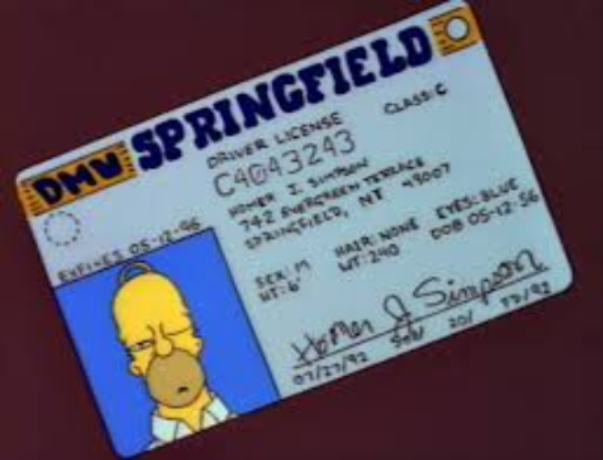 DMV SPRINGFIELD
DRIVER LICENSE CLASS: C
C4043243
HOMER J. SIMPSON
742 EVERGREEN TERRACE
SPRINGFIELD, NT 49007
EXPIRES 05-12-96
SEX: M HAIR: NONE EYES: BLUE
HT: 6' WT: 240 DOB 05-12-56
Homer J Simpson
07/27/92 20/